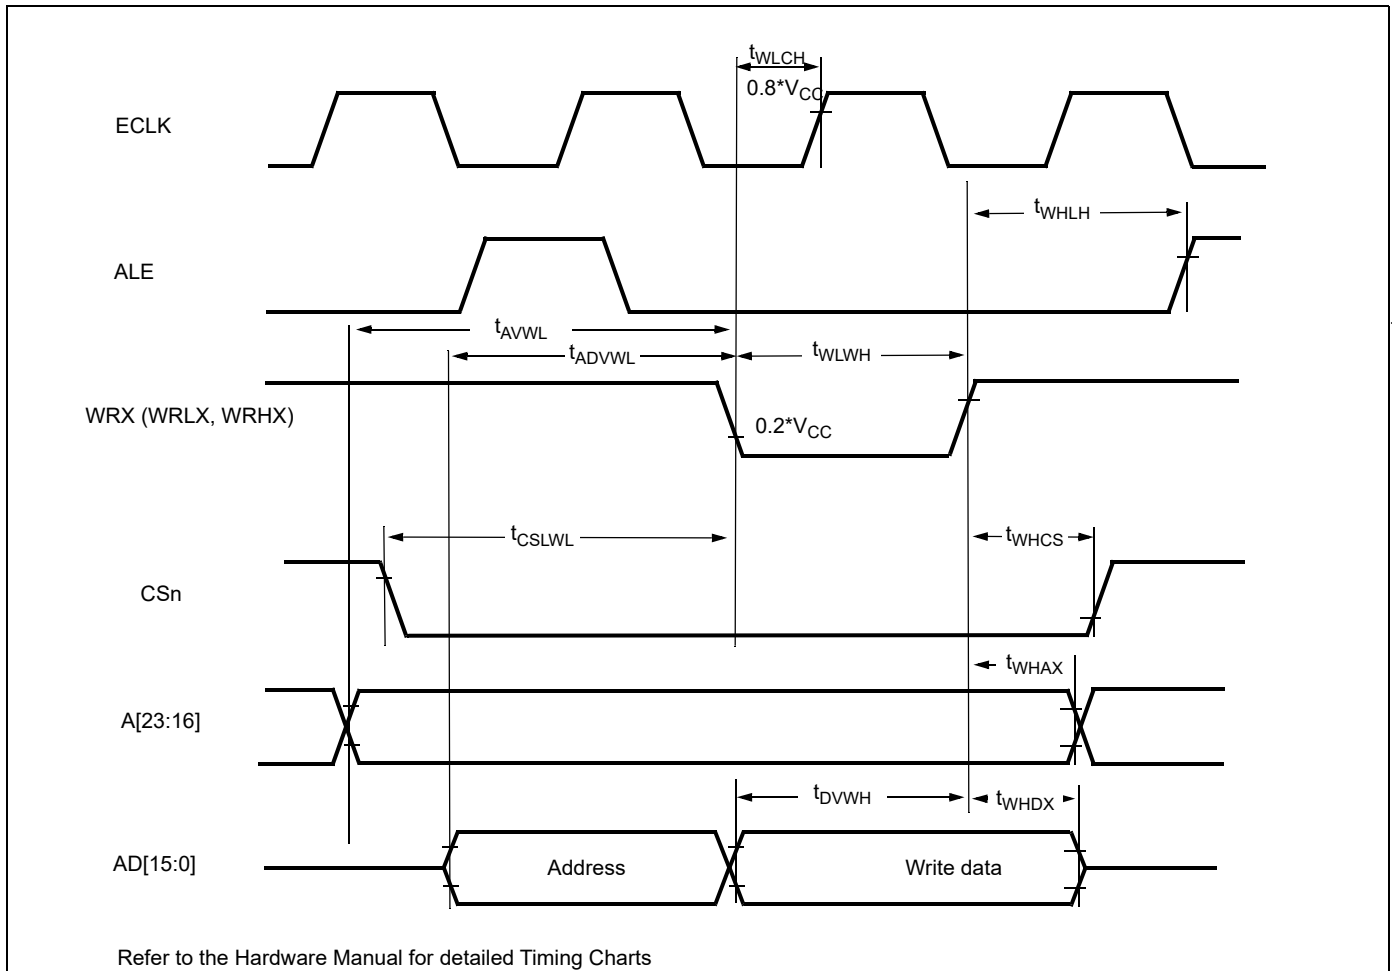 tWLCH
0.8*VCC
ECLK
tWHLH
ALE
tAVWL
tADVWL
tWLWH
WRX (WRLX, WRHX)
0.2*VCC
tCSLWL
tWHCS
CSn
tWHAX
A[23:16]
tDVWH
tWHDX
AD[15:0]
Address
Write data
Refer to the Hardware Manual for detailed Timing Charts